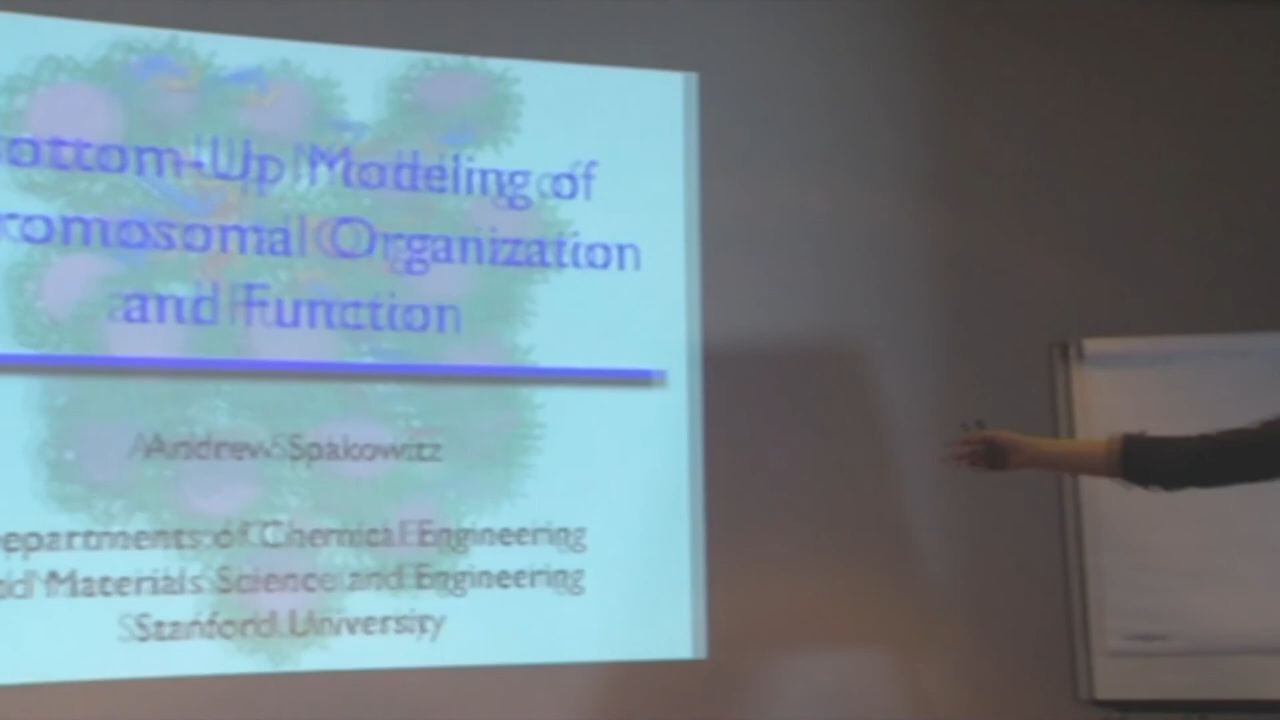 ottom-Up Modeling of
romosomal Organization
and Function
Andrew Spakowitz
epartments of Chemical Engineering
nd Materials Science and Engineering
Stanford University